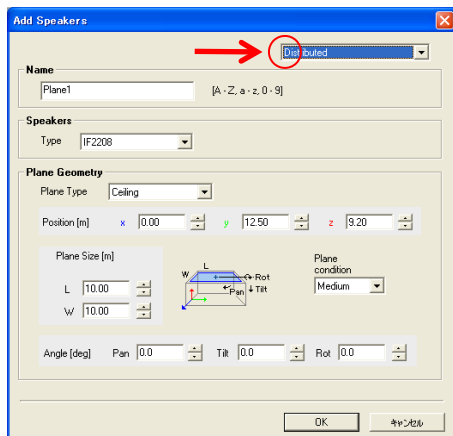 Add Speakers
Distributed
Name
Plane1 [A - Z, a - z, 0 - 9]
Speakers
Type IF2208
Plane Geometry
Plane Type Ceiling
Position [m] x 0.00 y 12.50 z 9.20
Plane Size [m]
L 10.00
W 10.00
L
W
Rot
Pan
Tilt
Plane
condition
Medium
Angle [deg] Pan 0.0 Tilt 0.0 Rot 0.0
OK キャンセル